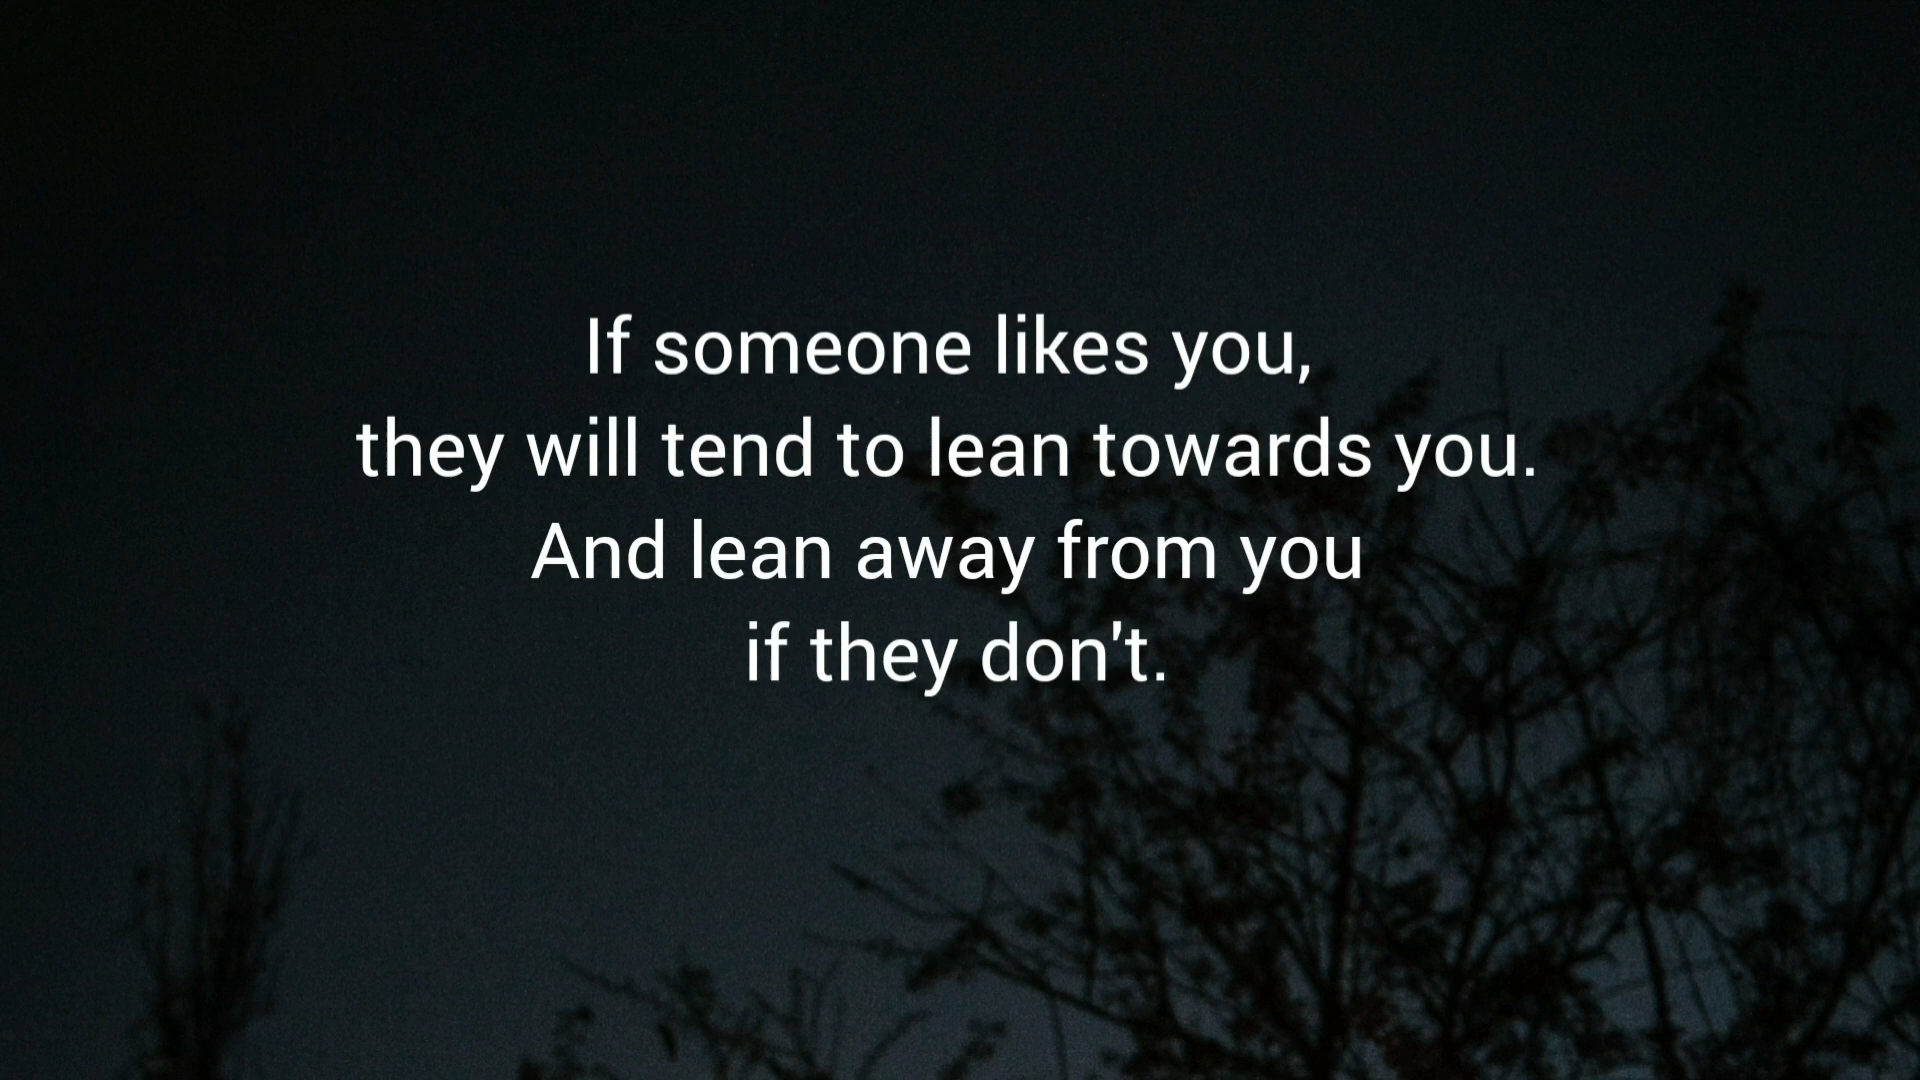 If someone likes you,
they will tend to lean towards you.
And lean away from you
if they don't.